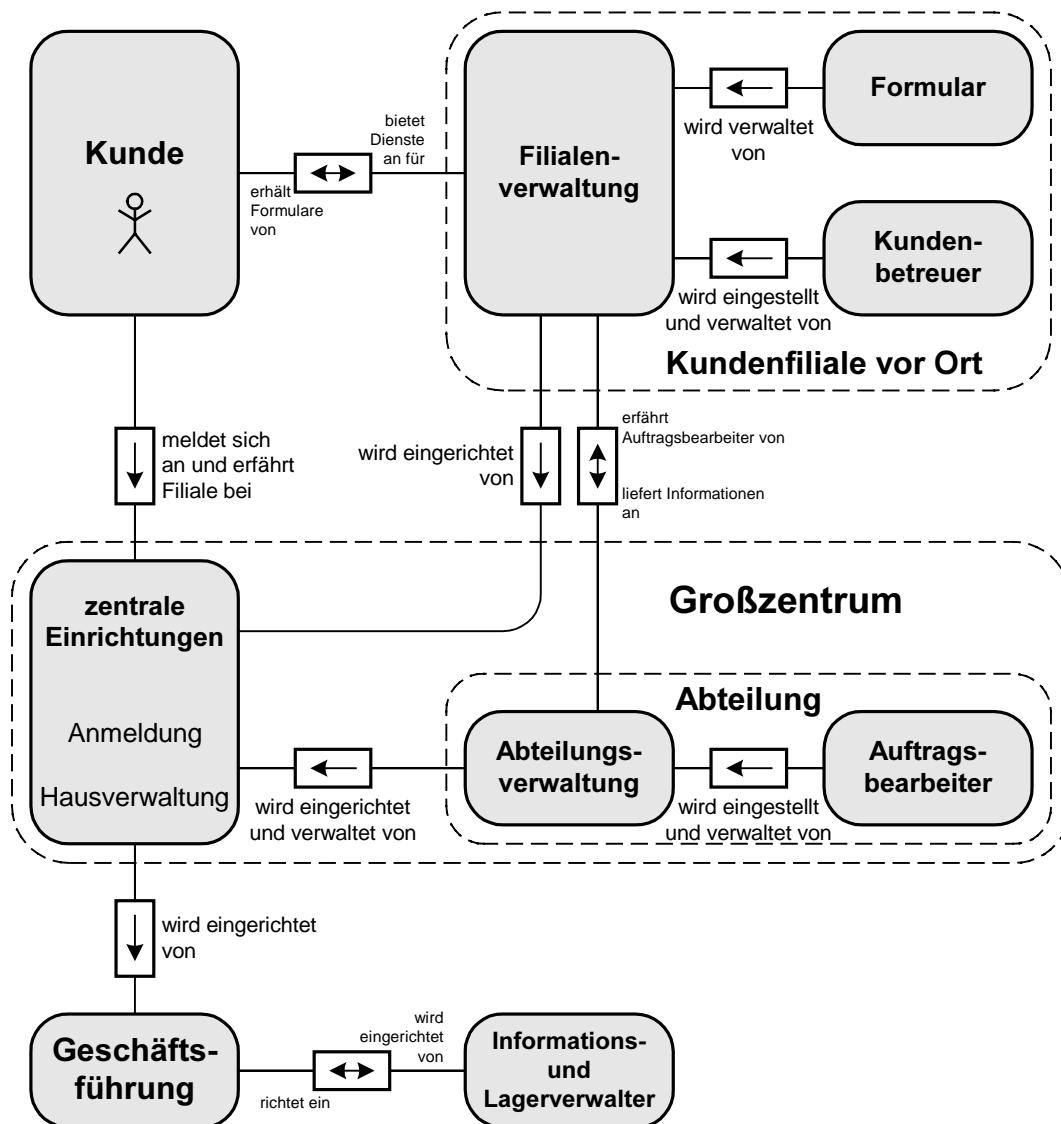 Kunde
erhält
Formulare
von
bietet
Dienste
an für
Filialen-
verwaltung
wird verwaltet
von
Formular
wird eingestellt
und verwaltet von
Kunden-
betreuer
Kundenfiliale vor Ort
meldet sich
an und erfährt
Filiale bei
wird eingerichtet
von
erfährt
Auftragsbearbeiter von
liefert Informationen
an
Großzentrum
zentrale
Einrichtungen
Anmeldung
Hausverwaltung
wird eingerichtet
und verwaltet von
Abteilung
Abteilungs-
verwaltung
wird eingestellt
und verwaltet von
Auftrags-
bearbeiter
wird eingerichtet
von
Geschäfts-
führung
richtet ein
wird
eingerichtet
von
Informations-
und
Lagerverwalter